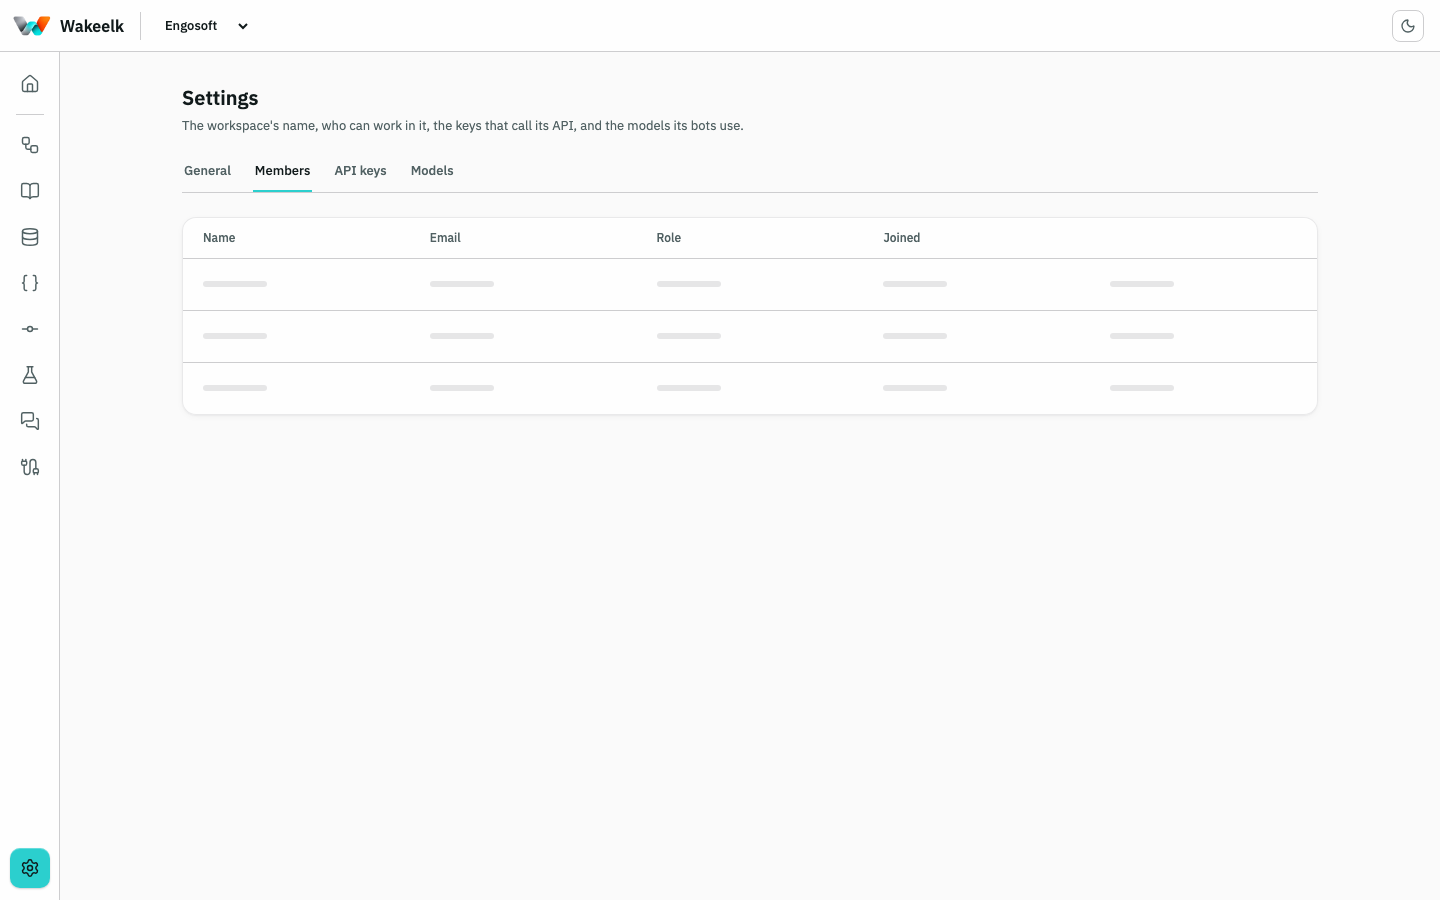 Wakeelk
Engosoft
Settings
The workspace's name, who can work in it, the keys that call its API, and the models its bots use.
General Members API keys Models
Name Email Role Joined